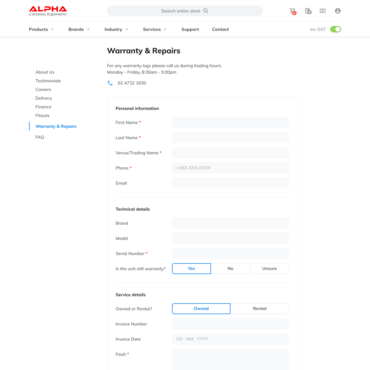 ALPHA
CATERING EQUIPMENT
Search entire store
Products
Brands
Industry
Services
Support
Contact
Inc GST
Warranty & Repairs
For any warranty logs please call us during trading hours:
Monday - Friday, 8:30am - 5:00pm
02 4732 1830
About Us
Testimonials
Careers
Delivery
Finance
Fitouts
Warranty & Repairs
FAQ
Personal information
First Name *
Last Name *
Venue/Trading Name *
Phone *
+XXX XXX-XXXX
Email
Technical details
Brand
Model
Serial Number *
Is the unit still warranty?
Yes
No
Unsure
Service details
Owned or Rental?
Owned
Rental
Invoice Number
Invoice Date
DD . MM . YYYY
Fault *